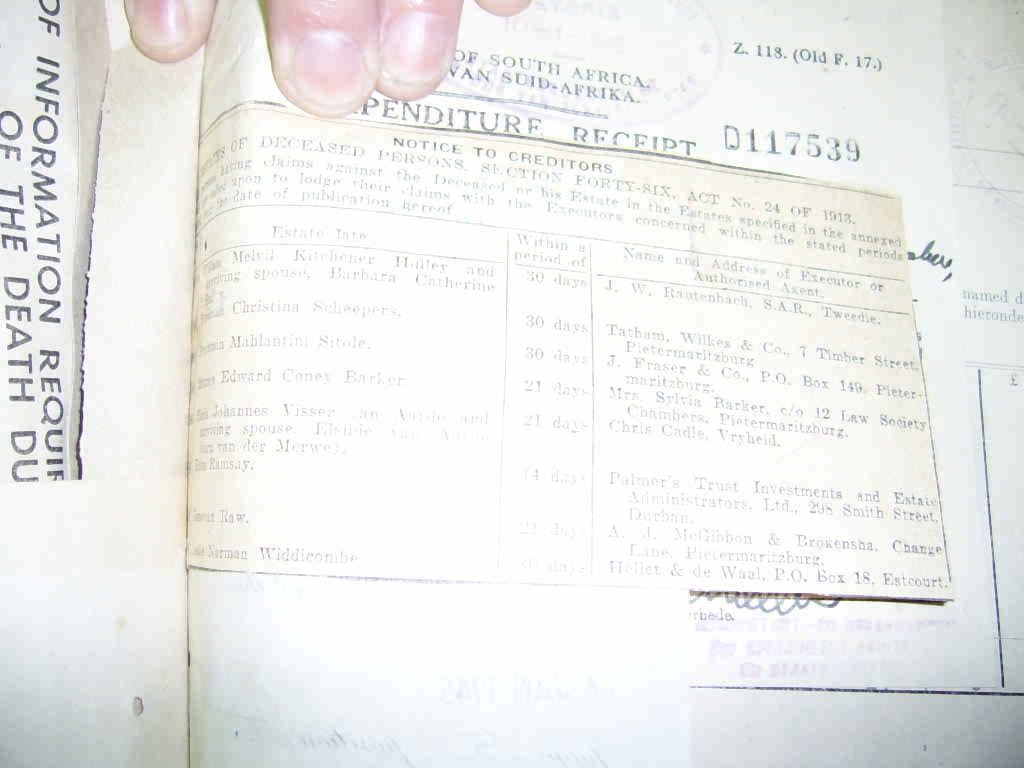 OF INFORMATION REQUIR
OF THE DEATH DU
OF SOUTH AFRICA.
VAN SUID-AFRIKA.
Z. 118. (Old F. 17.)
PENDITURE RECEIPT D117539
NOTICE TO CREDITORS
OF DECEASED PERSONS, SECTION FORTY-SIX, ACT No. 24 OF 1913.
having claims against the Deceased or his Estate in the Estates specified in the annexed
upon to lodge their claims with the Executors concerned within the stated periods
date of publication hereof
Estate late
Within a
period of
Name and Address of Executor or
Authorised Agent.
Melvil Kitchener Hulley and
spouse, Barbara Catherine
30 days
J. W. Rautenbach, S.A.R., Tweedie.
Christina Scheepers.
30 days
Tatham, Wilkes & Co., 7 Timber Street,
Pietermaritzburg
Mahlantini Sitole.
30 days
J. Fraser & Co., P.O. Box 149, Pieter-
maritzburg.
Edward Coney Barker
21 days
Mrs. Sylvia Barker, c/o 12 Law Society
Chambers, Pietermaritzburg.
Johannes Visser van Aarde and
spouse,
van der Merwe).
21 days
Chris Cadle, Vryheid.
Ramsay.
14 days
Palmer's Trust Investments and Estate
Administrators, Ltd., 298 Smith Street,
Durban.
Raw.
21 days
A. J. McGibbon & Brokensha, Change
Lane, Pietermaritzburg.
Norman Widdicombe
30 days
Hellet & de Waal, P.O. Box 18, Estcourt.
named d
hieronde
£